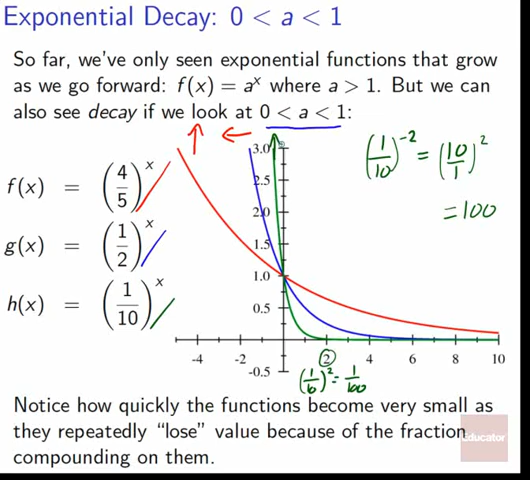 Exponential Decay: 0 < a < 1
So far, we've only seen exponential functions that grow
as we go forward: f(x) = aˣ where a > 1. But we can
also see decay if we look at 0 < a < 1:
f(x) = (4/5)ˣ
g(x) = (1/2)ˣ
h(x) = (1/10)ˣ
(1/10)⁻² = (10/1)²
= 100
3.0
2.5
2.0
1.5
1.0
0.5
-0.5
-4 -2 2 4 6 8 10
(1/10)² = 1/100
Notice how quickly the functions become very small as
they repeatedly "lose" value because of the fraction
compounding on them.
Educator